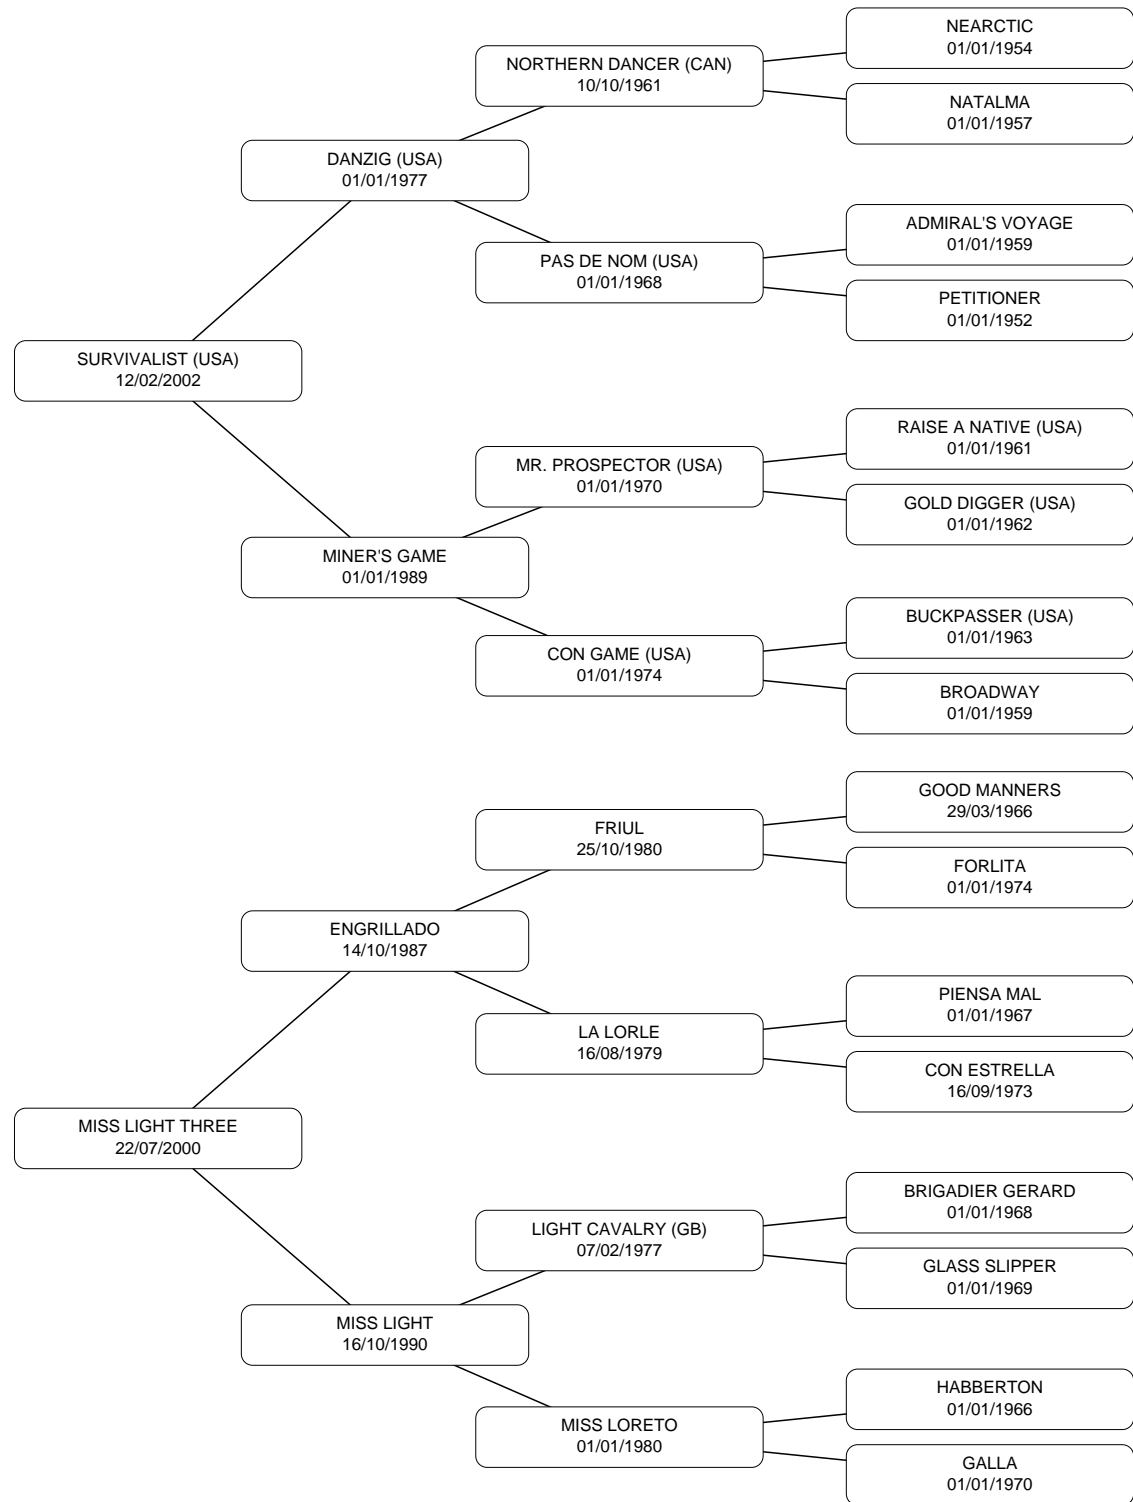 NEARCTIC
01/01/1954
NORTHERN DANCER (CAN)
10/10/1961
NATALMA
01/01/1957
DANZIG (USA)
01/01/1977
ADMIRAL'S VOYAGE
01/01/1959
PAS DE NOM (USA)
01/01/1968
PETITIONER
01/01/1952
SURVIVALIST (USA)
12/02/2002
RAISE A NATIVE (USA)
01/01/1961
MR. PROSPECTOR (USA)
01/01/1970
GOLD DIGGER (USA)
01/01/1962
MINER'S GAME
01/01/1989
BUCKPASSER (USA)
01/01/1963
CON GAME (USA)
01/01/1974
BROADWAY
01/01/1959
GOOD MANNERS
29/03/1966
FRIUL
25/10/1980
FORLITA
01/01/1974
ENGRILLADO
14/10/1987
PIENSA MAL
01/01/1967
LA LORLE
16/08/1979
CON ESTRELLA
16/09/1973
MISS LIGHT THREE
22/07/2000
BRIGADIER GERARD
01/01/1968
LIGHT CAVALRY (GB)
07/02/1977
GLASS SLIPPER
01/01/1969
MISS LIGHT
16/10/1990
HABBERTON
01/01/1966
MISS LORETO
01/01/1980
GALLA
01/01/1970